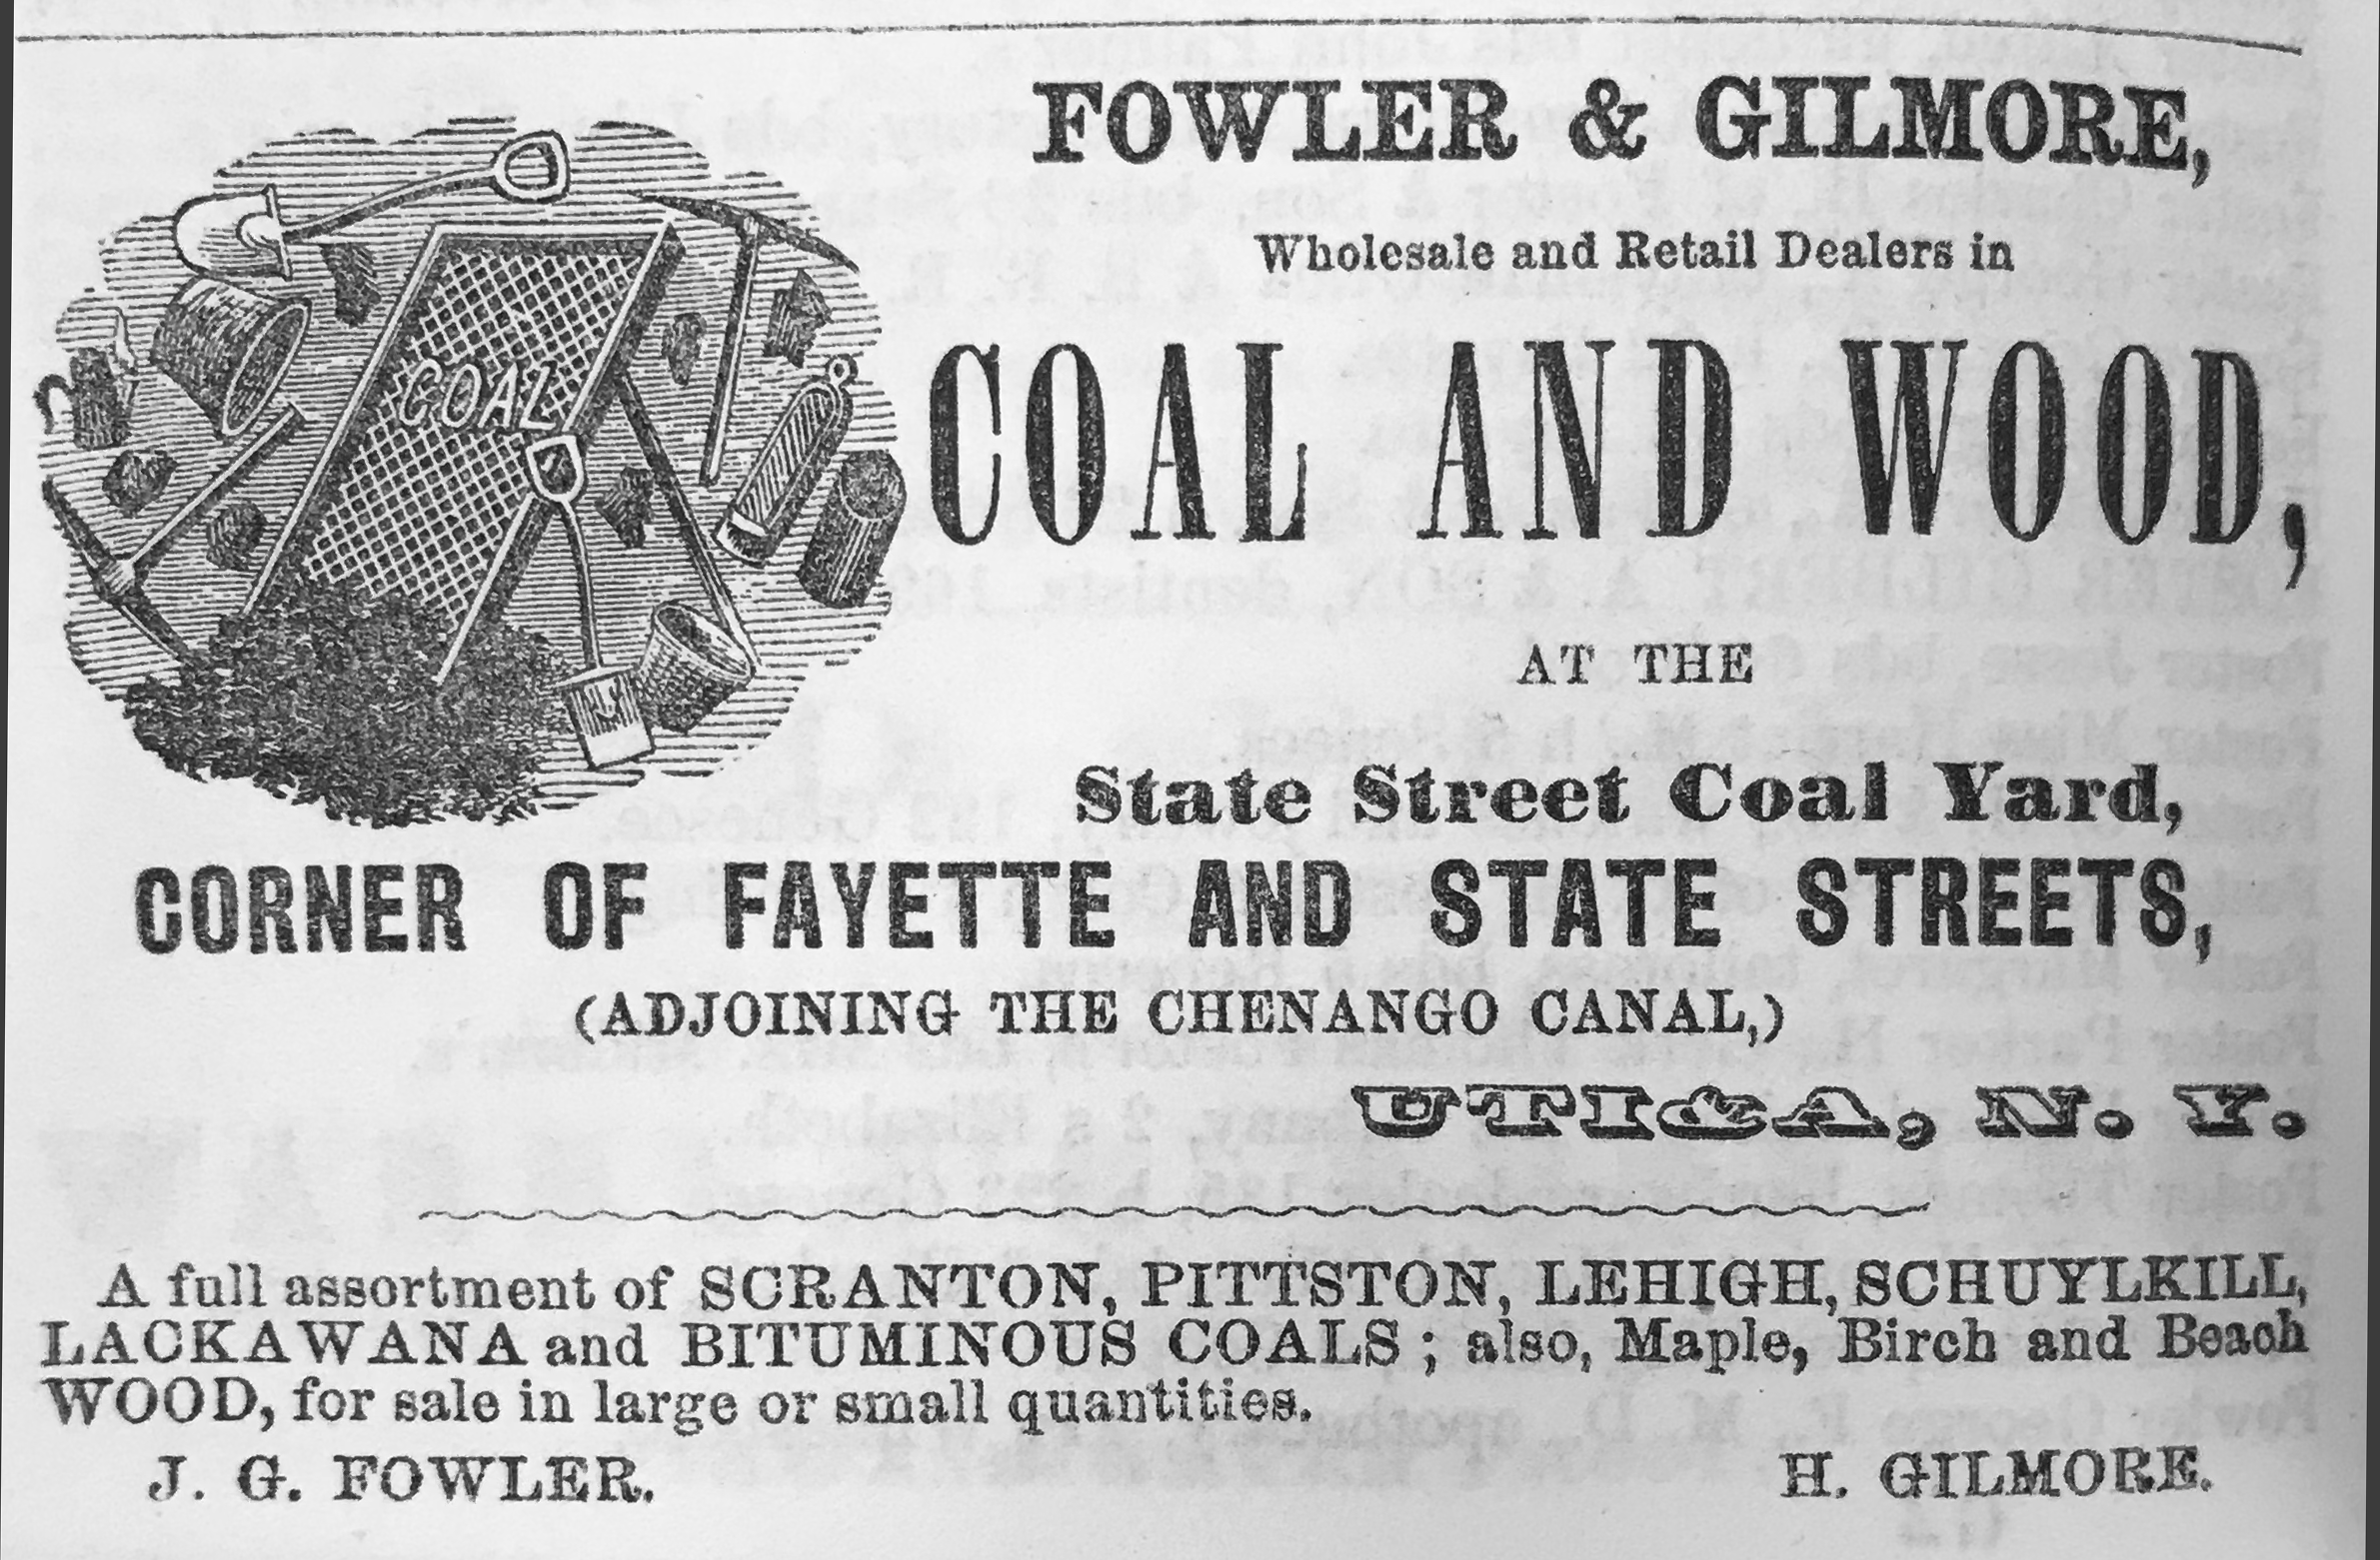 FOWLER & GILMORE,
Wholesale and Retail Dealers in
COAL
COAL AND WOOD,
AT THE
State Street Coal Yard,
CORNER OF FAYETTE AND STATE STREETS,
(ADJOINING THE CHENANGO CANAL,)
UTICA, N. Y.
A full assortment of SCRANTON, PITTSTON, LEHIGH, SCHUYLKILL,
LACKAWANA and BITUMINOUS COALS ; also, Maple, Birch and Beach
WOOD, for sale in large or small quantities.
J. G. FOWLER. H. GILMORE.